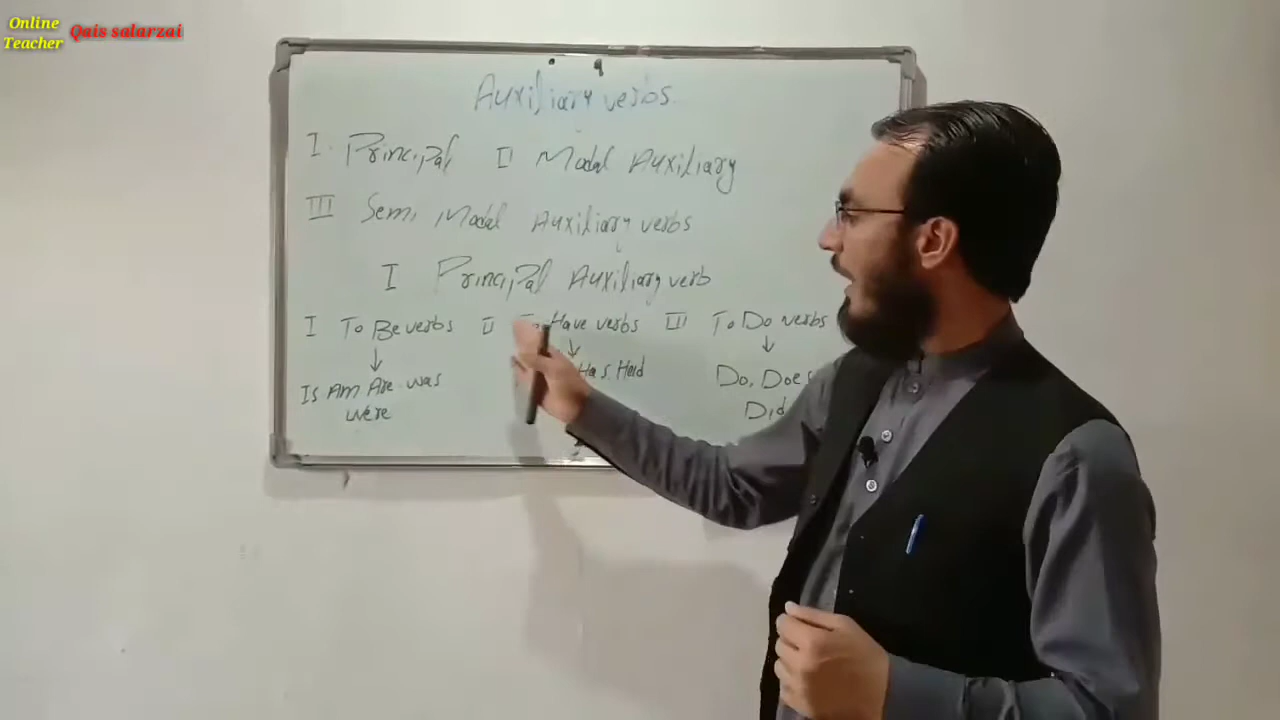 Online Teacher Qais salarzai
Auxiliary verbs
I Principal II Modal Auxiliary
III Semi Modal Auxiliary verbs
I Principal Auxiliary verb
I To Be verbs II Have verbs III To Do verbs
Is Am Are was Has. Had Do, Does
were Did